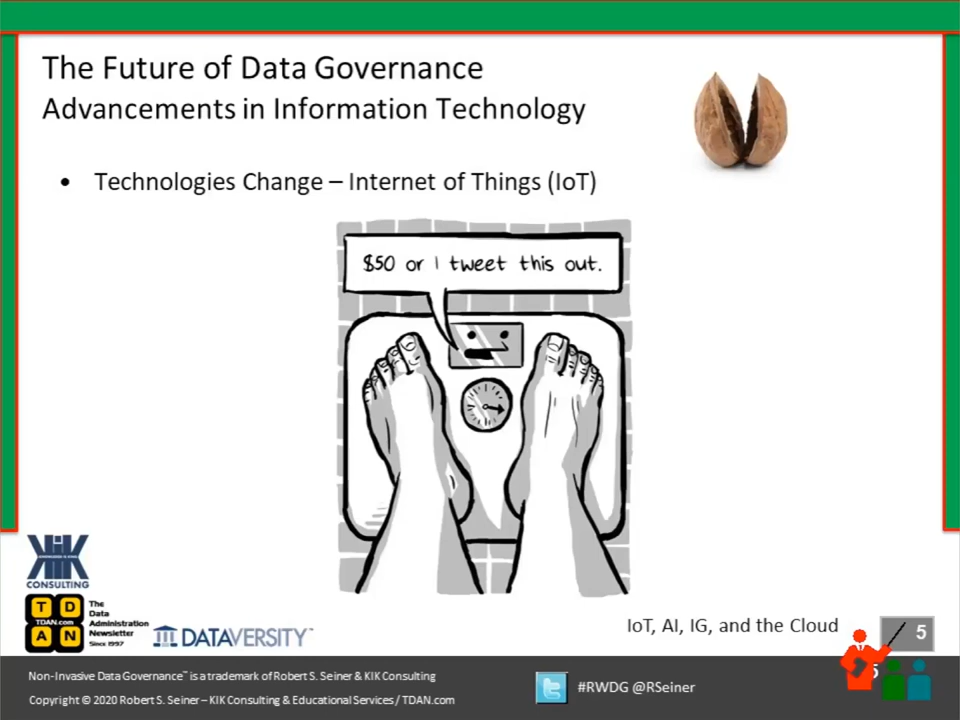 The Future of Data Governance
Advancements in Information Technology
• Technologies Change – Internet of Things (IoT)
$50 or I tweet this out.
KIK
CONSULTING
T D
TDAN.com
A N
The
Data
Administration
Newsletter
Since 1997
DATAVERSITY™
IoT, AI, IG, and the Cloud
5
5
Non-Invasive Data Governance™ is a trademark of Robert S. Seiner & KIK Consulting
Copyright © 2020 Robert S. Seiner – KIK Consulting & Educational Services / TDAN.com
#RWDG @RSeiner